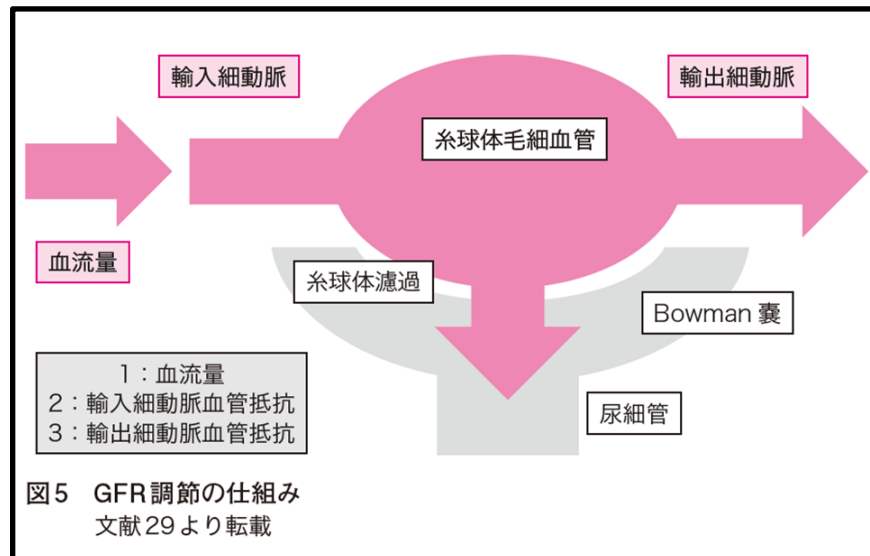 輸入細動脈
輸出細動脈
糸球体毛細血管
血流量
糸球体濾過
Bowman 嚢
尿細管
1：血流量
2：輸入細動脈血管抵抗
3：輸出細動脈血管抵抗
図5 GFR調節の仕組み
文献29より転載